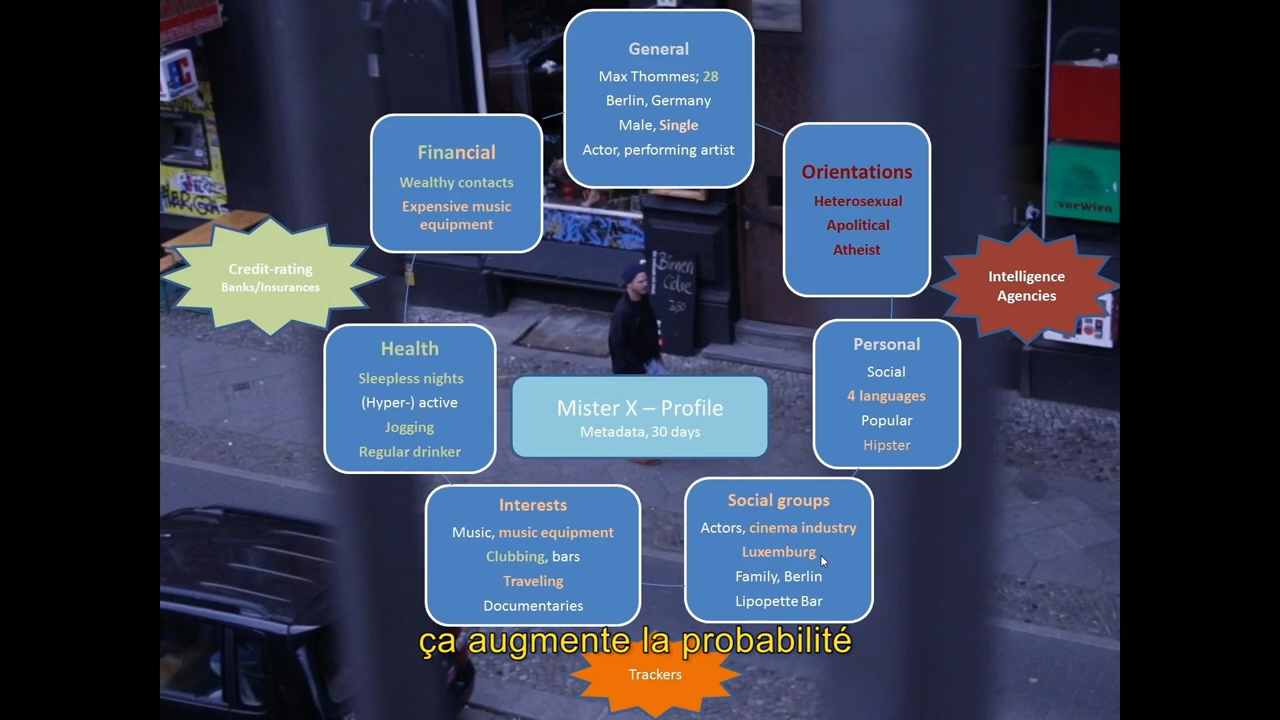 General
Max Thommes; 28
Berlin, Germany
Male, Single
Actor, performing artist
Financial
Wealthy contacts
Expensive music
equipment
Orientations
Heterosexual
Apolitical
Atheist
Credit-rating
Banks/Insurances
Intelligence
Agencies
Health
Sleepless nights
(Hyper-) active
Jogging
Regular drinker
Mister X – Profile
Metadata, 30 days
Personal
Social
4 languages
Popular
Hipster
Interests
Music, music equipment
Clubbing, bars
Traveling
Documentaries
Social groups
Actors, cinema industry
Luxemburg
Family, Berlin
Lipopette Bar
ça augmente la probabilité
Trackers